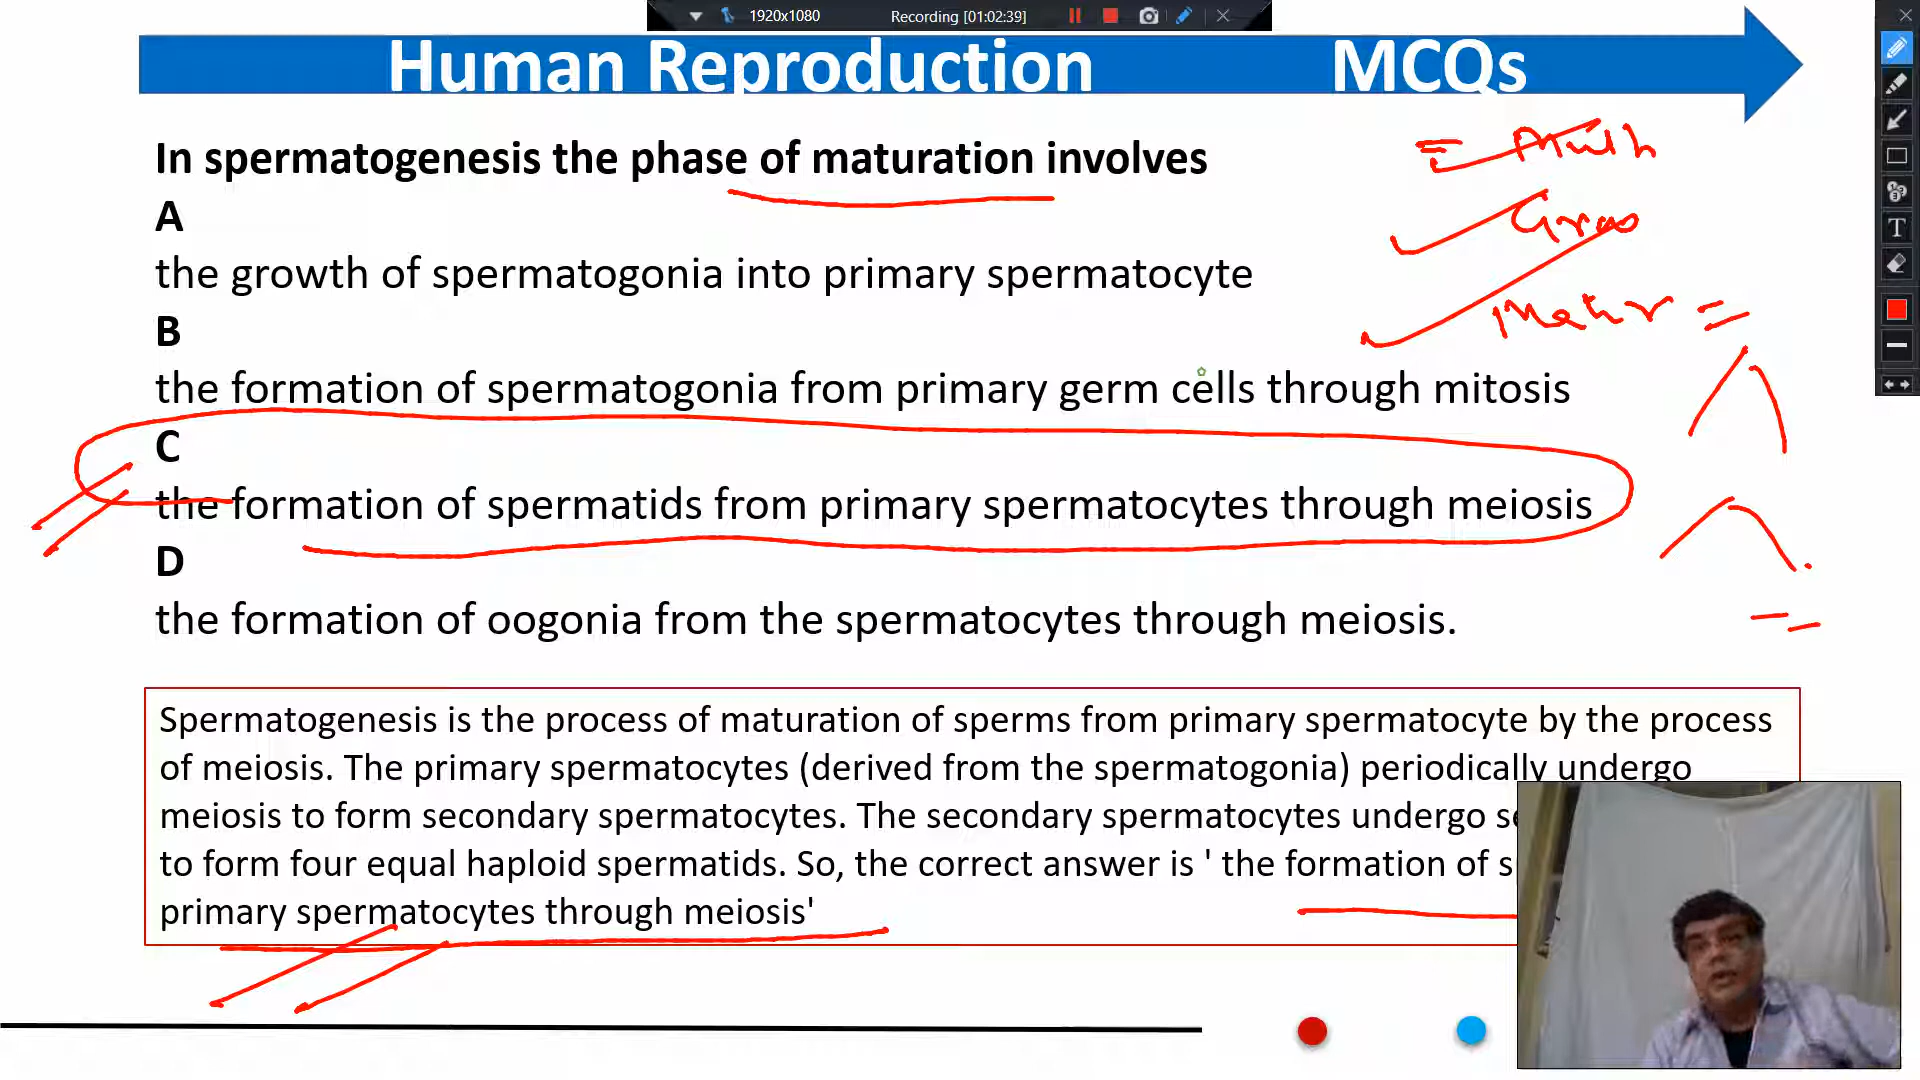 1920x1080 Recording [01:02:39]
Human Reproduction MCQs
In spermatogenesis the phase of maturation involves
A
the growth of spermatogonia into primary spermatocyte
B
the formation of spermatogonia from primary germ cells through mitosis
C
the formation of spermatids from primary spermatocytes through meiosis
D
the formation of oogonia from the spermatocytes through meiosis.
Spermatogenesis is the process of maturation of sperms from primary spermatocyte by the process
of meiosis. The primary spermatocytes (derived from the spermatogonia) periodically undergo
meiosis to form secondary spermatocytes. The secondary spermatocytes undergo
to form four equal haploid spermatids. So, the correct answer is ' the formation of
primary spermatocytes through meiosis'